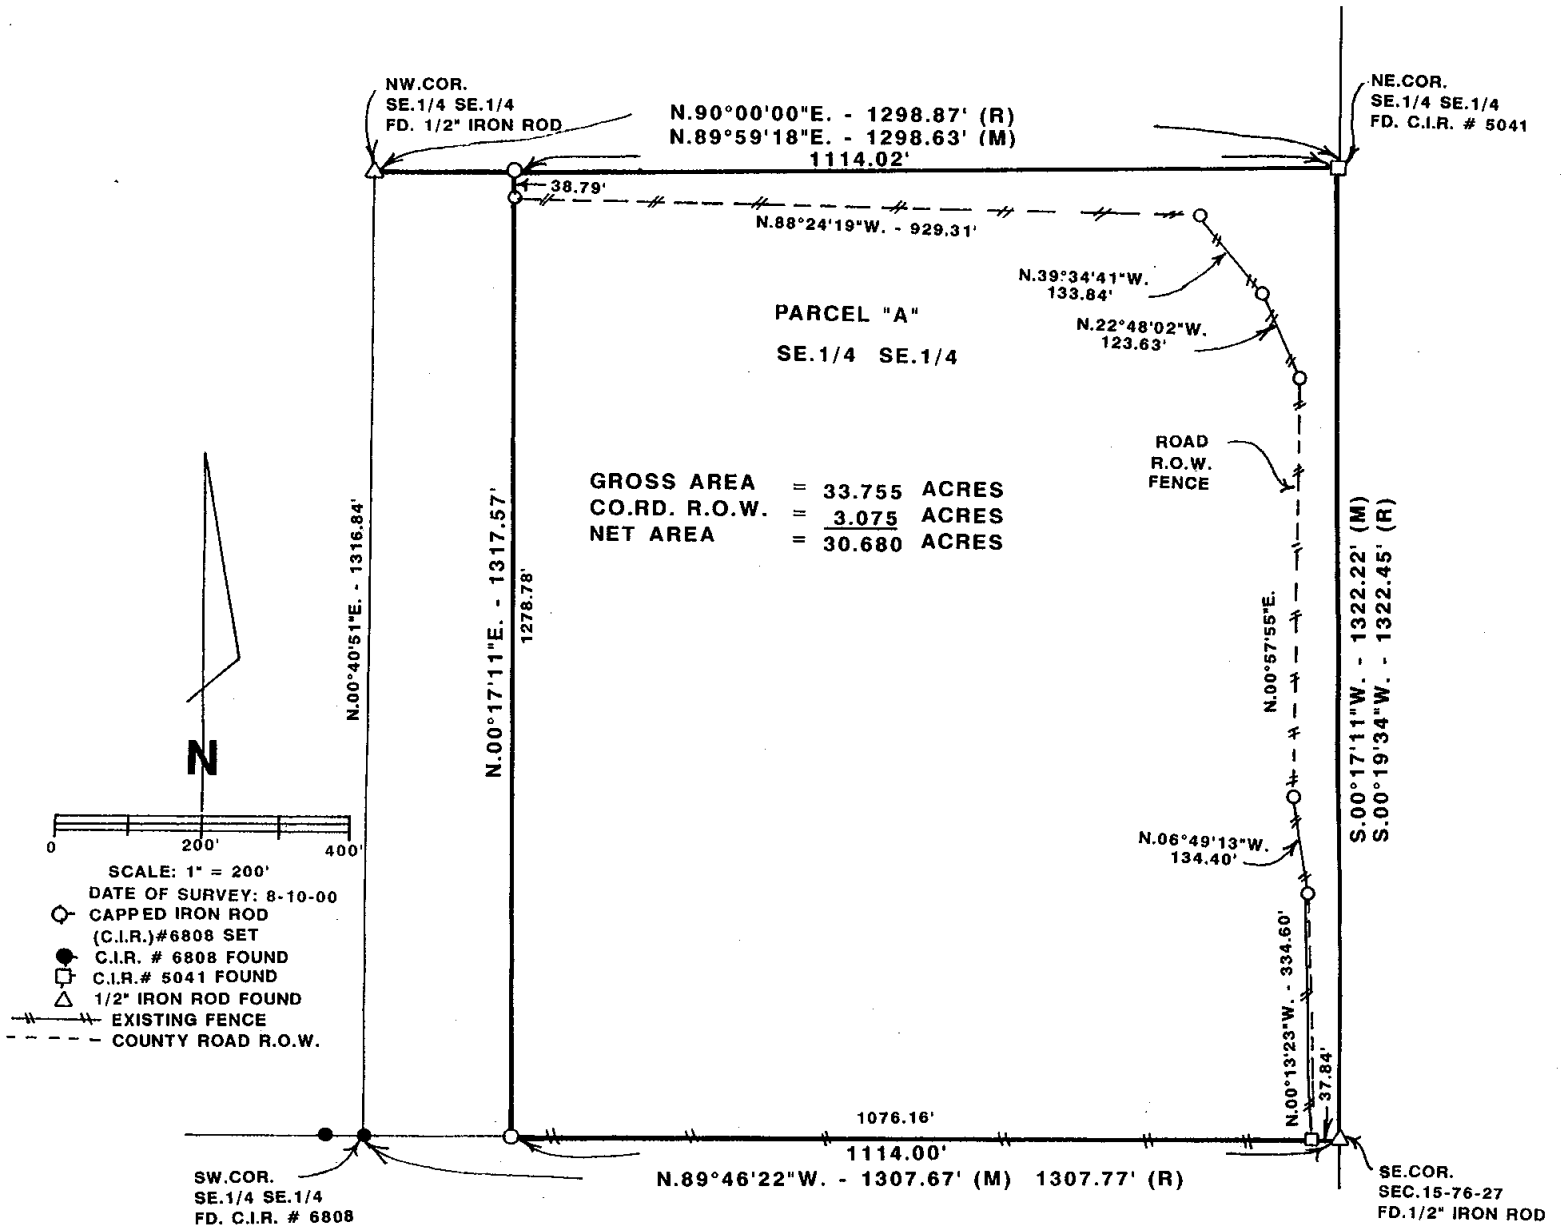 NW.COR.
SE.1/4 SE.1/4
FD. 1/2" IRON ROD
N.90°00'00"E. - 1298.87' (R)
N.89°59'18"E. - 1298.63' (M)
1114.02'
NE.COR.
SE.1/4 SE.1/4
FD. C.I.R. # 5041
38.79'
N.88°24'19"W. - 929.31'
N.39°34'41"W.
133.84'
N.22°48'02"W.
123.63'
PARCEL "A"
SE.1/4 SE.1/4
ROAD
R.O.W.
FENCE
GROSS AREA = 33.755 ACRES
CO.RD. R.O.W. = 3.075 ACRES
NET AREA = 30.680 ACRES
N.00°40'51"E. - 1316.84'
N.00°17'11"E. - 1317.57'
1278.78'
N.00°57'55"E.
S.00°17'11"W. - 1322.22' (M)
S.00°19'34"W. - 1322.45' (R)
N
0 200' 400'
SCALE: 1" = 200'
DATE OF SURVEY: 8-10-00
CAPPED IRON ROD
(C.I.R.)#6808 SET
C.I.R. # 6808 FOUND
C.I.R.# 5041 FOUND
1/2" IRON ROD FOUND
EXISTING FENCE
COUNTY ROAD R.O.W.
N.06°49'13"W.
134.40'
N.00°13'23"W. - 334.60'
37.84'
1076.16'
1114.00'
N.89°46'22"W. - 1307.67' (M) 1307.77' (R)
SW.COR.
SE.1/4 SE.1/4
FD. C.I.R. # 6808
SE.COR.
SEC.15-76-27
FD.1/2" IRON ROD